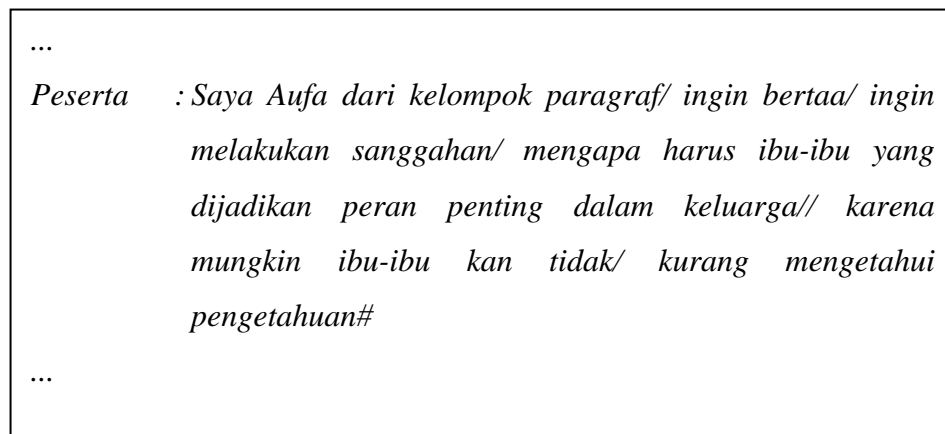 ...
Peserta : Saya Aufa dari kelompok paragraf/ ingin bertaa/ ingin
melakukan sanggahan/ mengapa harus ibu-ibu yang
dijadikan peran penting dalam keluarga// karena
mungkin ibu-ibu kan tidak/ kurang mengetahui
pengetahuan#
...